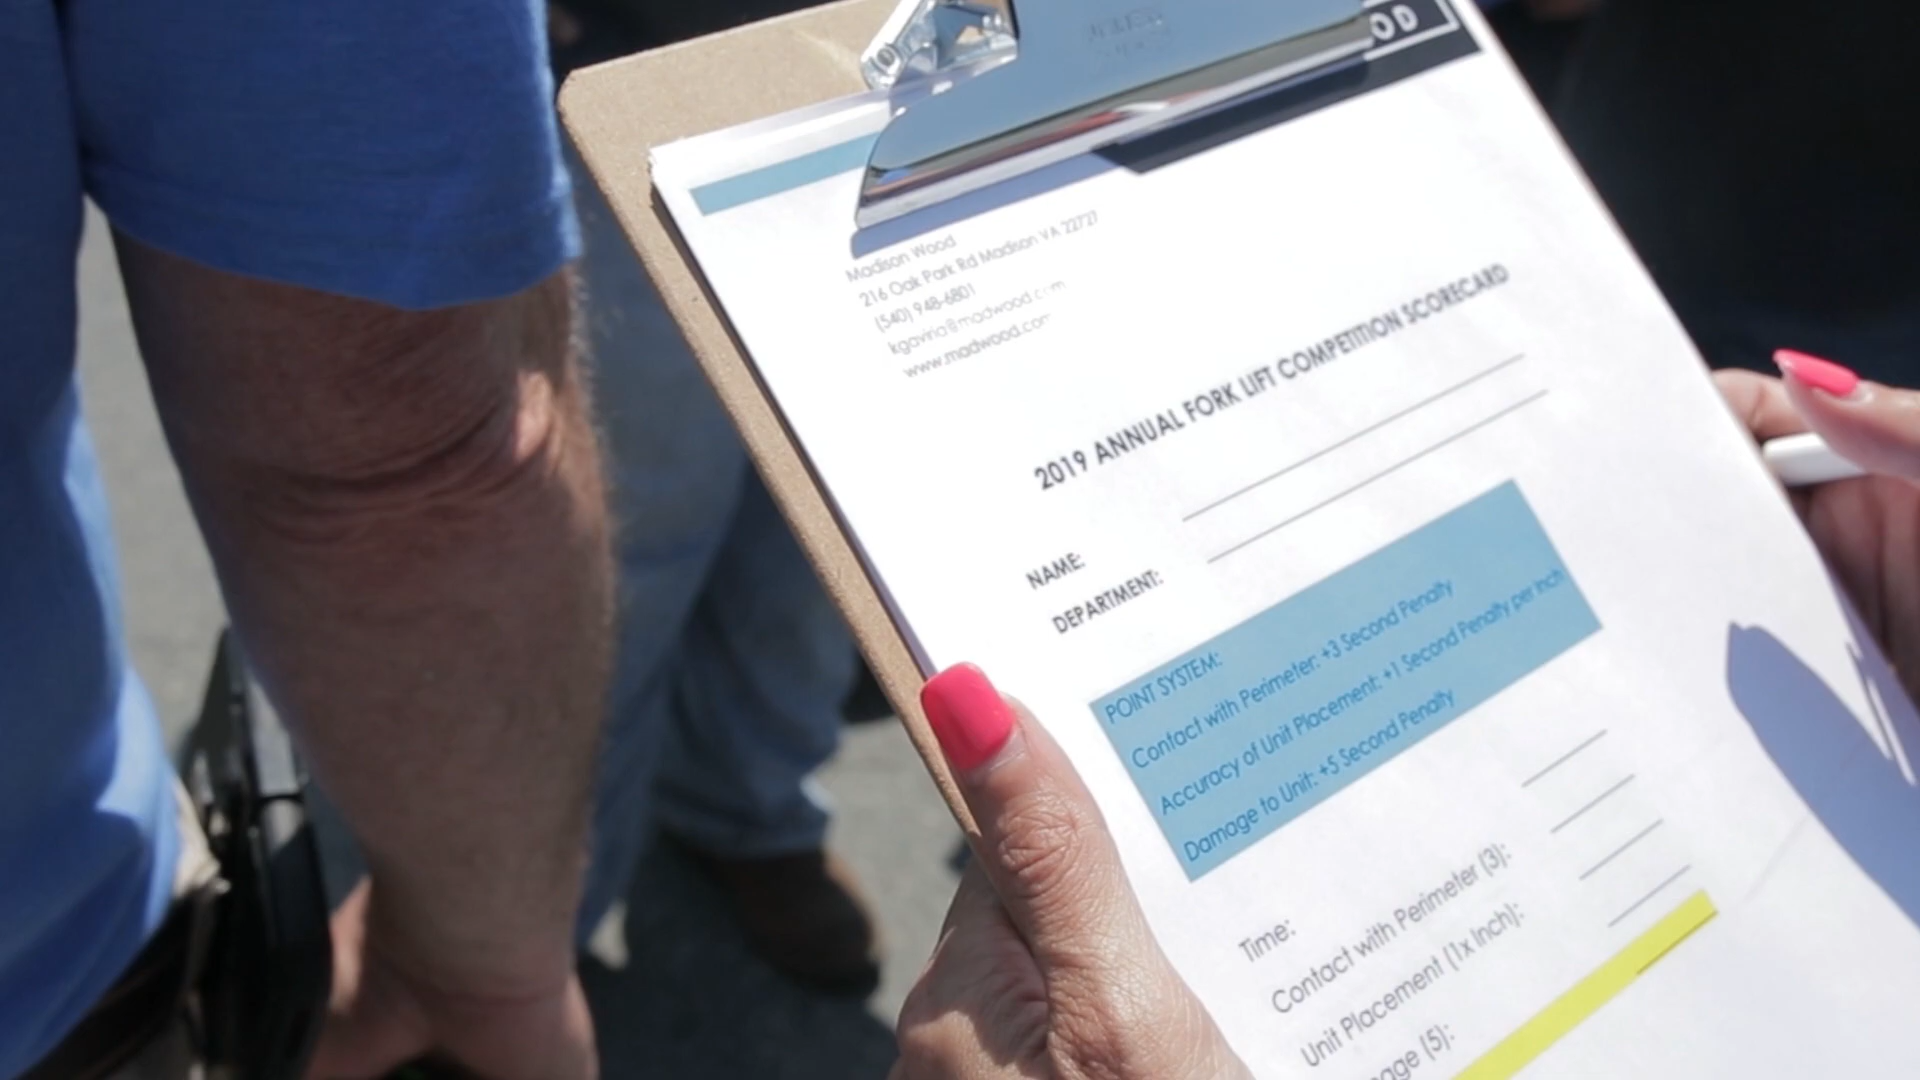 OD
Madison Wood
216 Oak Park Rd Madison VA 22727
(540) 948-6801
kgaviria@madwood.com
www.madwood.com
2019 ANNUAL FORK LIFT COMPETITION SCORECARD
NAME:
DEPARTMENT:
POINT SYSTEM:
Contact with Perimeter: +3 Second Penalty
Accuracy of Unit Placement: +1 Second Penalty per inch
Damage to Unit: +5 Second Penalty
Time:
Contact with Perimeter (3):
Unit Placement (1x Inch):
age (5):